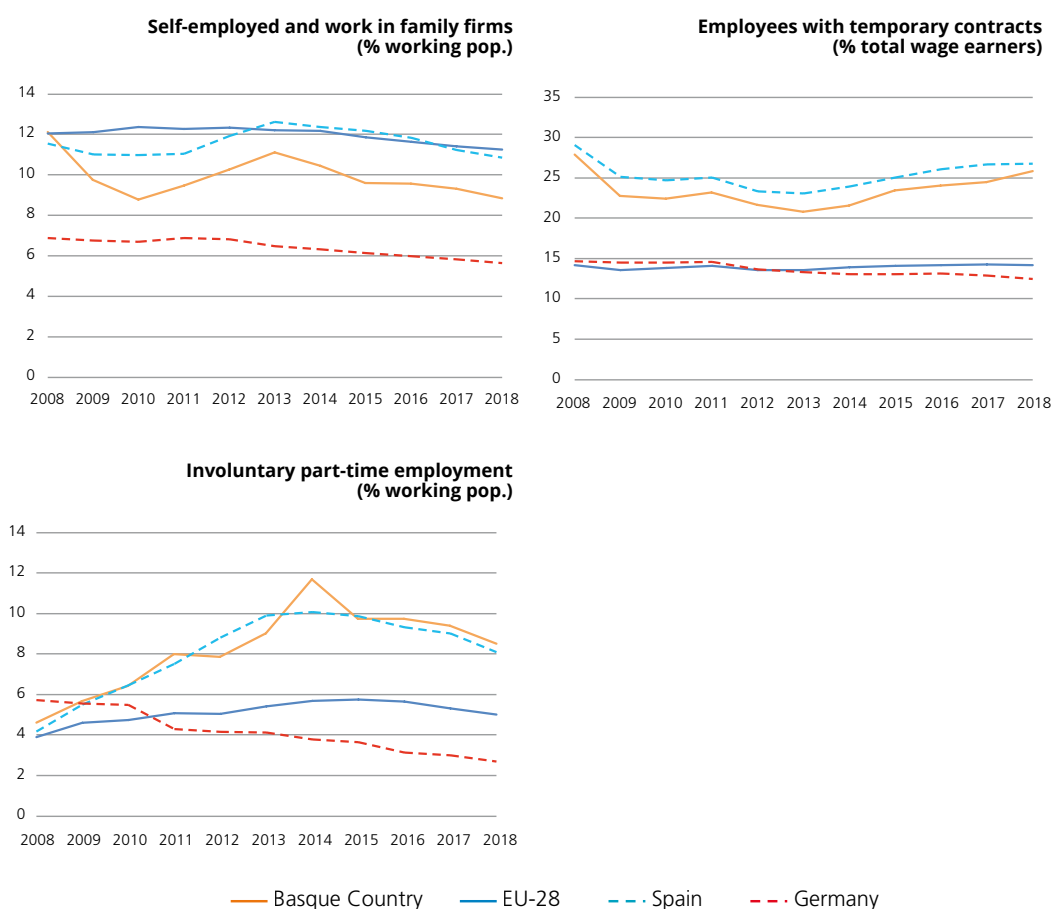 Self-employed and work in family firms
(% working pop.)
14
12
10
8
6
4
2
0
2008 2009 2010 2011 2012 2013 2014 2015 2016 2017 2018
Employees with temporary contracts
(% total wage earners)
35
30
25
20
15
10
5
0
2008 2009 2010 2011 2012 2013 2014 2015 2016 2017 2018
Involuntary part-time employment
(% working pop.)
14
12
10
8
6
4
2
0
2008 2009 2010 2011 2012 2013 2014 2015 2016 2017 2018
Basque Country EU-28 Spain Germany